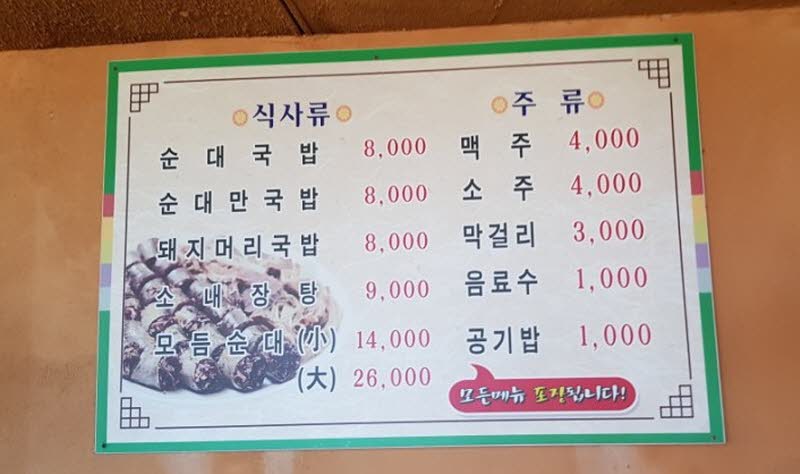 식사류
순대국밥 8,000
순대만국밥 8,000
돼지머리국밥 8,000
소내장탕 9,000
모듬순대 (小) 14,000
(大) 26,000
주 류
맥주 4,000
소주 4,000
막걸리 3,000
음료수 1,000
공기밥 1,000
모든메뉴 포장됩니다!